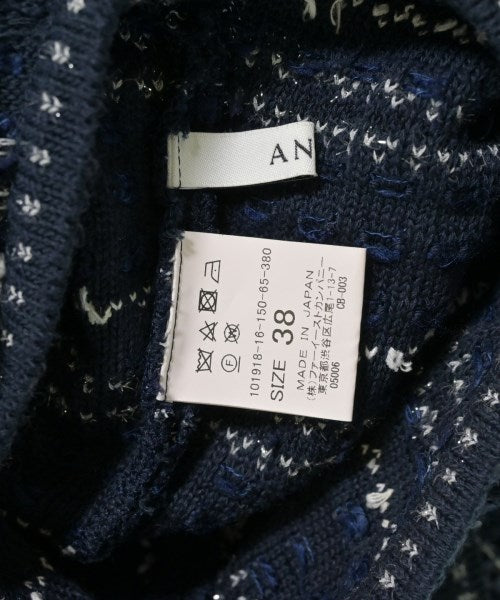 AN
101918-16-150-65-380
SIZE 38
MADE IN JAPAN
(株)ファーイーストカンパニー
東京都渋谷区広尾1-13-7
05006 CB-003